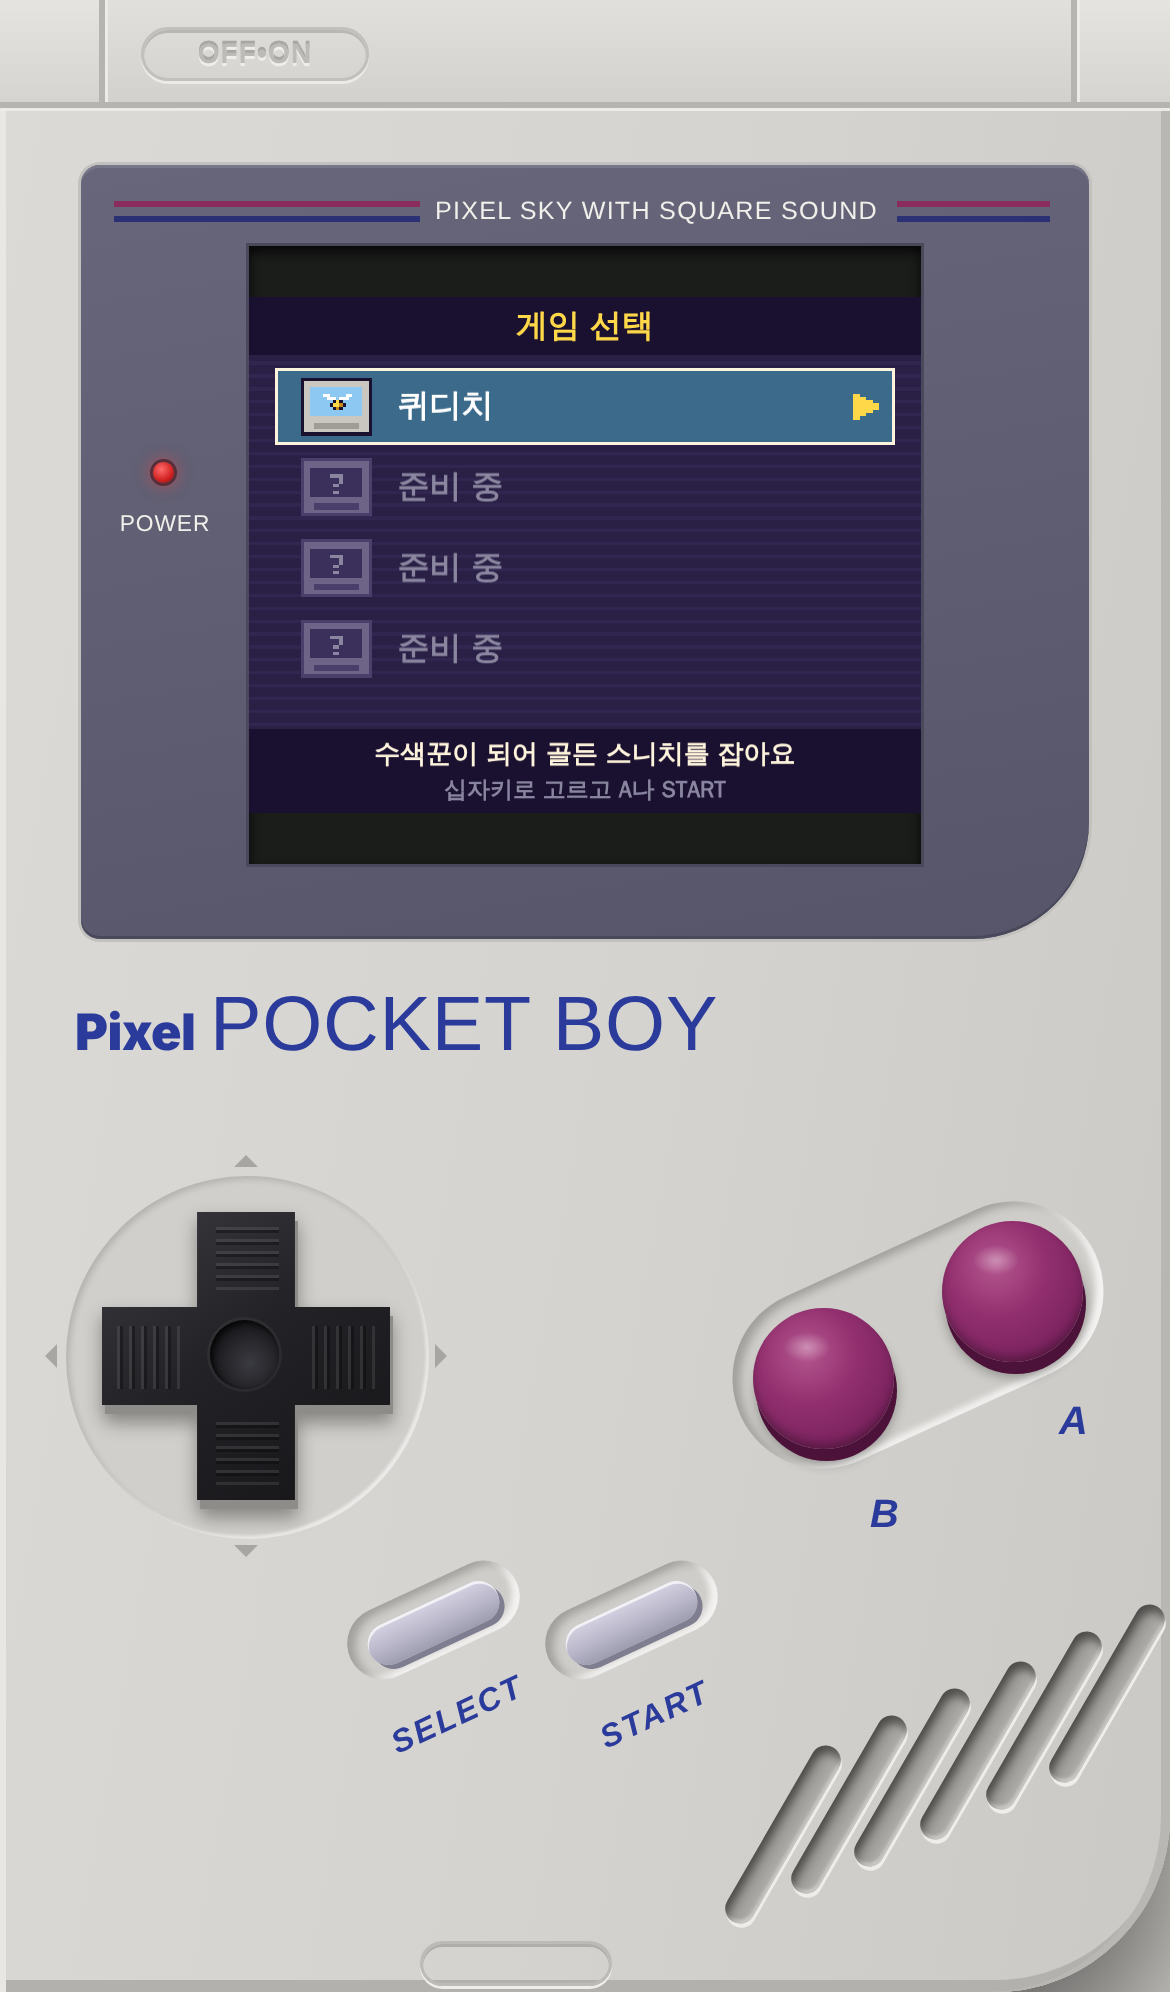 OFF•ON
PIXEL SKY WITH SQUARE SOUND
게임 선택
퀴디치
? 준비 중
? 준비 중
? 준비 중
POWER
수색꾼이 되어 골든 스니치를 잡아요
십자키로 고르고 A나 START
Pixel POCKET BOY
A
B
SELECT
START